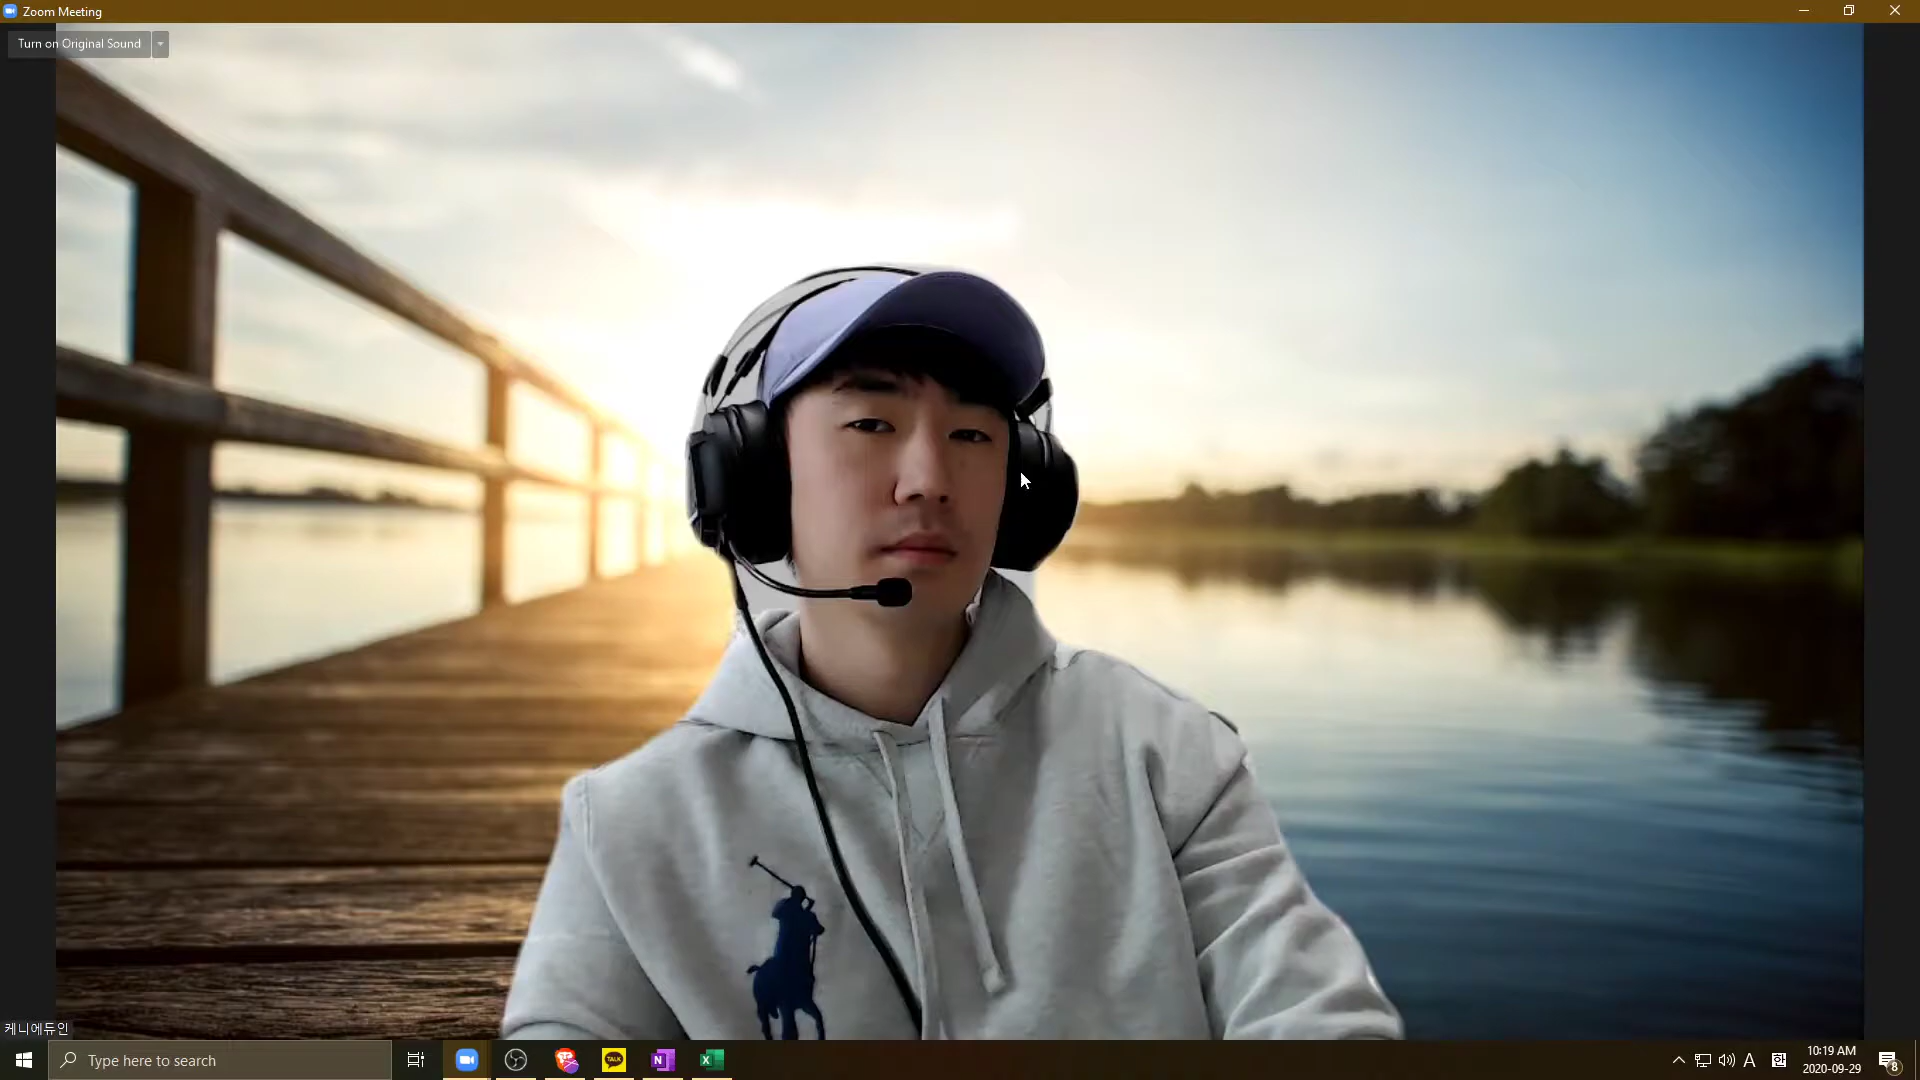 Zoom Meeting
Turn on Original Sound
케니에듀인
Type here to search
TALK
N
X
A
10:19 AM
2020-09-29
8